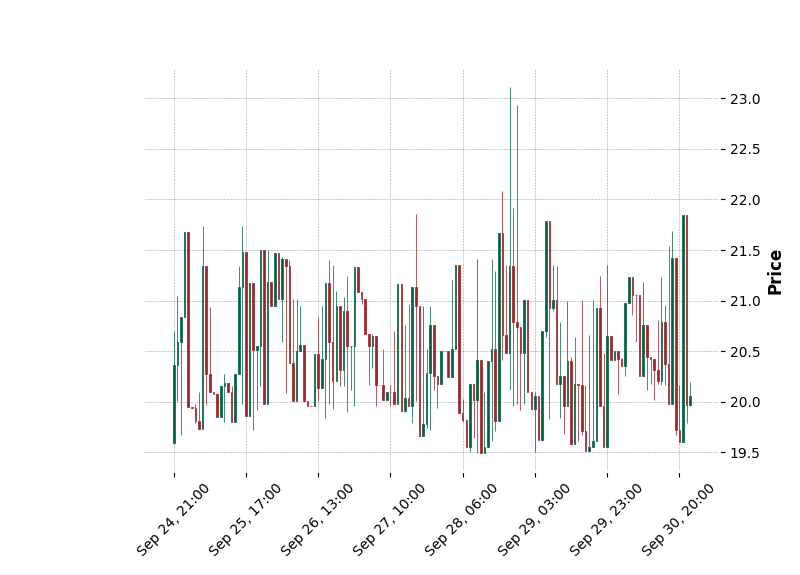 23.0
22.5
22.0
21.5
21.0
20.5
20.0
19.5
Price
Sep 24, 21:00
Sep 25, 17:00
Sep 26, 13:00
Sep 27, 10:00
Sep 28, 06:00
Sep 29, 03:00
Sep 29, 23:00
Sep 30, 20:00